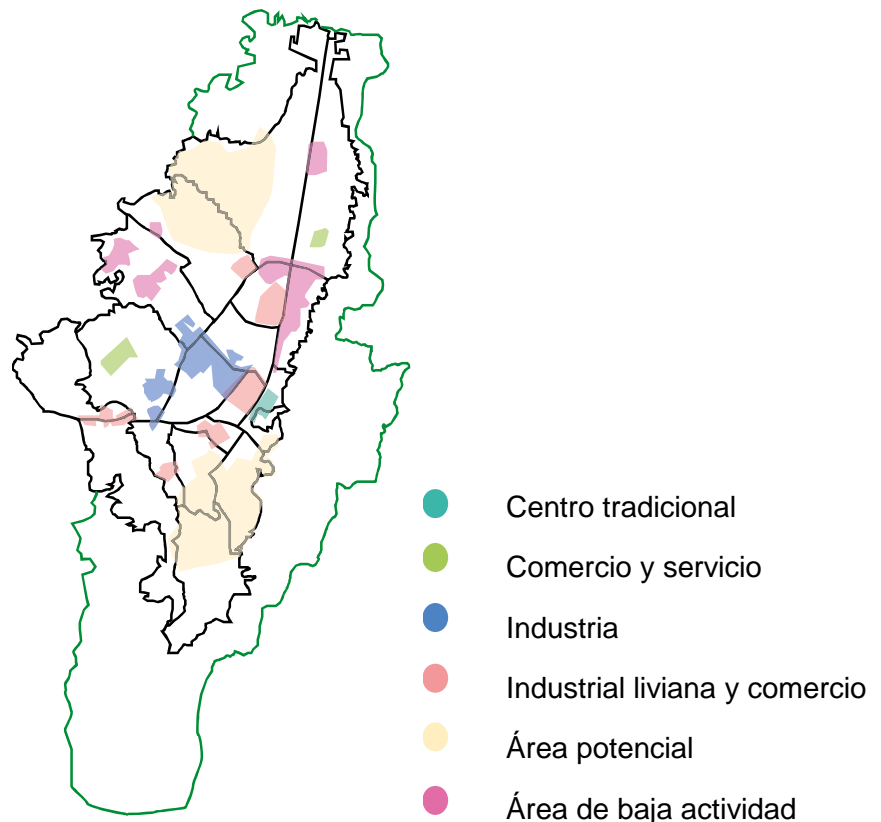 Centro tradicional
Comercio y servicio
Industria
Industrial liviana y comercio
Área potencial
Área de baja actividad